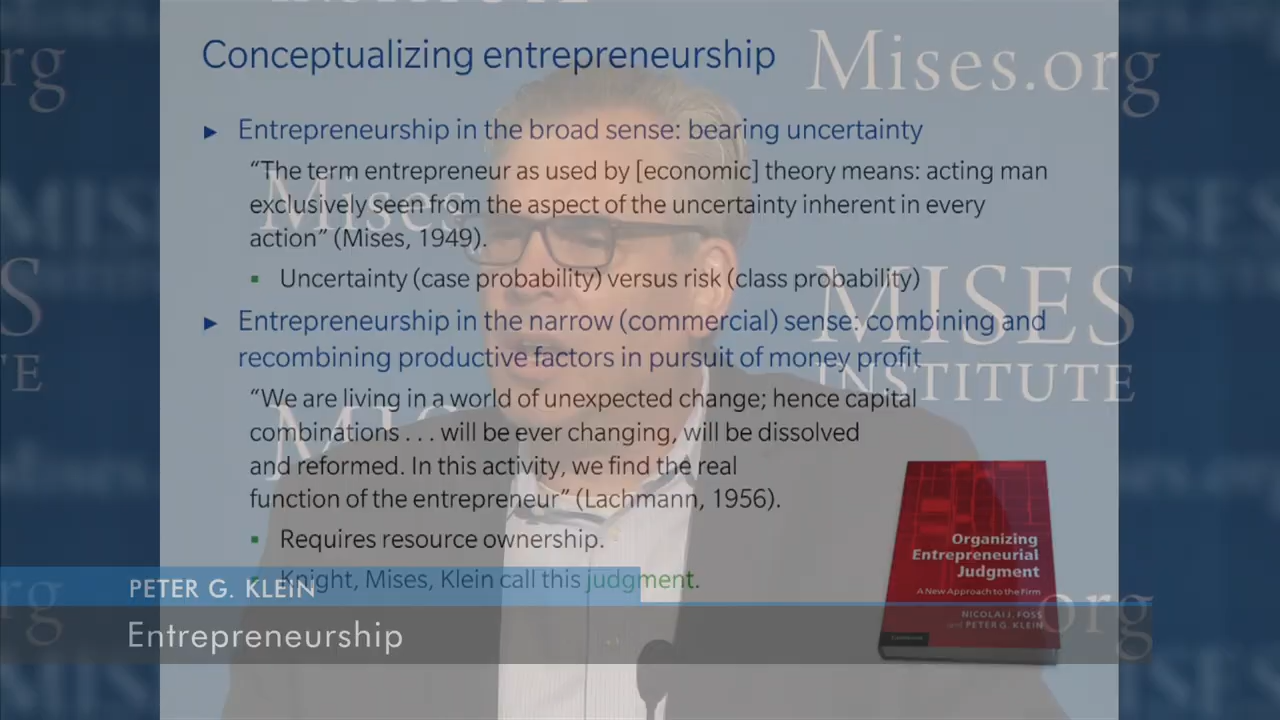 Conceptualizing entrepreneurship
Mises.org
► Entrepreneurship in the broad sense: bearing uncertainty
“The term entrepreneur as used by [economic] theory means: acting man
exclusively seen from the aspect of the uncertainty inherent in every
action” (Mises, 1949).
▪ Uncertainty (case probability) versus risk (class probability)
► Entrepreneurship in the narrow (commercial) sense: combining and
recombining productive factors in pursuit of money profit
“We are living in a world of unexpected change; hence capital
combinations . . . will be ever changing, will be dissolved
and reformed. In this activity, we find the real
function of the entrepreneur” (Lachmann, 1956).
▪ Requires resource ownership.
▪ Knight, Mises, Klein call this judgment.
Mises
MISES
INSTITUTE
Organizing
Entrepreneurial
Judgment
A New Approach to the Firm
NICOLAI J. FOSS
and PETER G. KLEIN
PETER G. KLEIN
Entrepreneurship